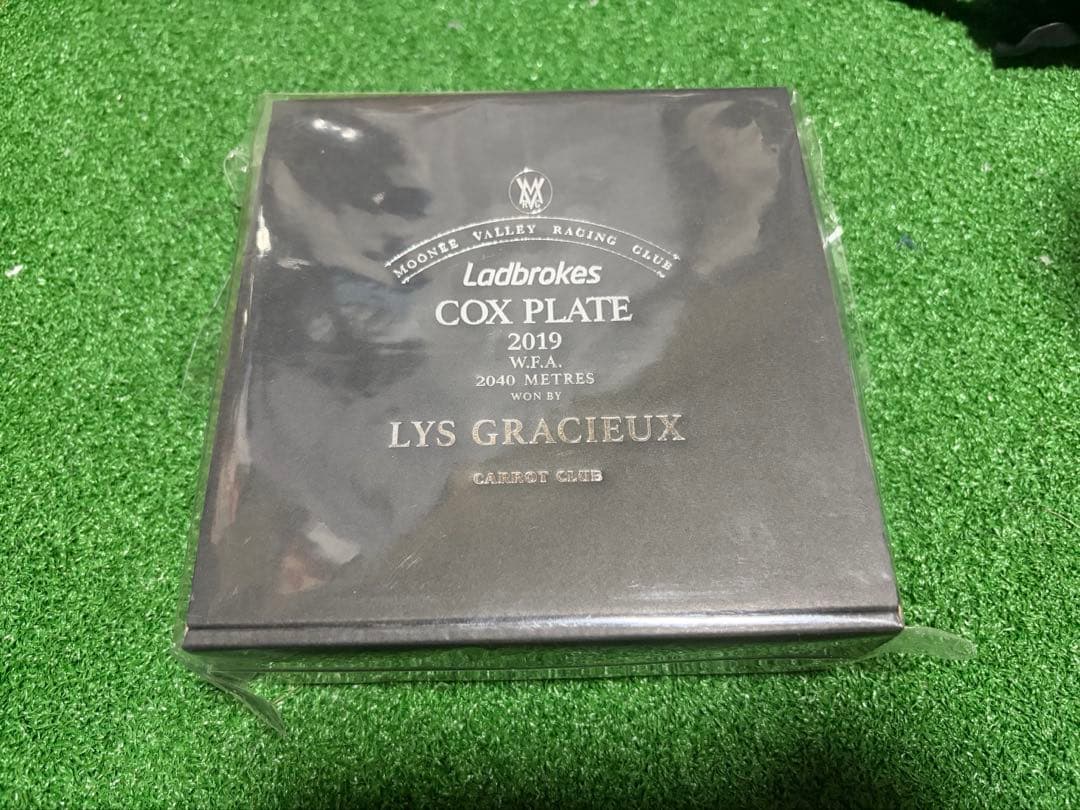 MVRC
MOONEE VALLEY RACING CLUB
Ladbrokes
COX PLATE
2019
W.F.A.
2040 METRES
WON BY
LYS GRACIEUX
CARROT CLUB